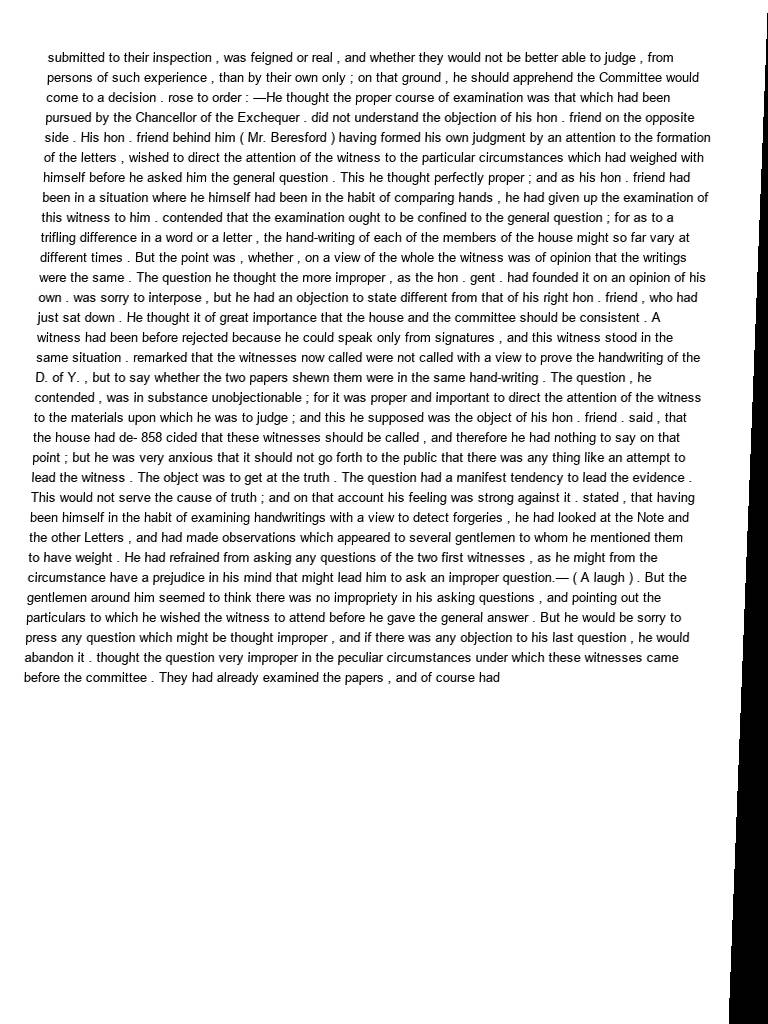 submitted to their inspection , was feigned or real , and whether they would not be better able to judge , from
persons of such experience , than by their own only ; on that ground , he should apprehend the Committee would
come to a decision . rose to order : —He thought the proper course of examination was that which had been
pursued by the Chancellor of the Exchequer . did not understand the objection of his hon . friend on the opposite
side . His hon . friend behind him ( Mr. Beresford ) having formed his own judgment by an attention to the formation
of the letters , wished to direct the attention of the witness to the particular circumstances which had weighed with
himself before he asked him the general question . This he thought perfectly proper ; and as his hon . friend had
been in a situation where he himself had been in the habit of comparing hands , he had given up the examination of
this witness to him . contended that the examination ought to be confined to the general question ; for as to a
trifling difference in a word or a letter , the hand-writing of each of the members of the house might so far vary at
different times . But the point was , whether , on a view of the whole the witness was of opinion that the writings
were the same . The question he thought the more improper , as the hon . gent . had founded it on an opinion of his
own . was sorry to interpose , but he had an objection to state different from that of his right hon . friend , who had
just sat down . He thought it of great importance that the house and the committee should be consistent . A
witness had been before rejected because he could speak only from signatures , and this witness stood in the
same situation . remarked that the witnesses now called were not called with a view to prove the handwriting of the
D. of Y. , but to say whether the two papers shewn them were in the same hand-writing . The question , he
contended , was in substance unobjectionable ; for it was proper and important to direct the attention of the witness
to the materials upon which he was to judge ; and this he supposed was the object of his hon . friend . said , that
the house had de- 858 cided that these witnesses should be called , and therefore he had nothing to say on that
point ; but he was very anxious that it should not go forth to the public that there was any thing like an attempt to
lead the witness . The object was to get at the truth . The question had a manifest tendency to lead the evidence .
This would not serve the cause of truth ; and on that account his feeling was strong against it . stated , that having
been himself in the habit of examining handwritings with a view to detect forgeries , he had looked at the Note and
the other Letters , and had made observations which appeared to several gentlemen to whom he mentioned them
to have weight . He had refrained from asking any questions of the two first witnesses , as he might from the
circumstance have a prejudice in his mind that might lead him to ask an improper question.— ( A laugh ) . But the
gentlemen around him seemed to think there was no impropriety in his asking questions , and pointing out the
particulars to which he wished the witness to attend before he gave the general answer . But he would be sorry to
press any question which might be thought improper , and if there was any objection to his last question , he would
abandon it . thought the question very improper in the peculiar circumstances under which these witnesses came
before the committee . They had already examined the papers , and of course had